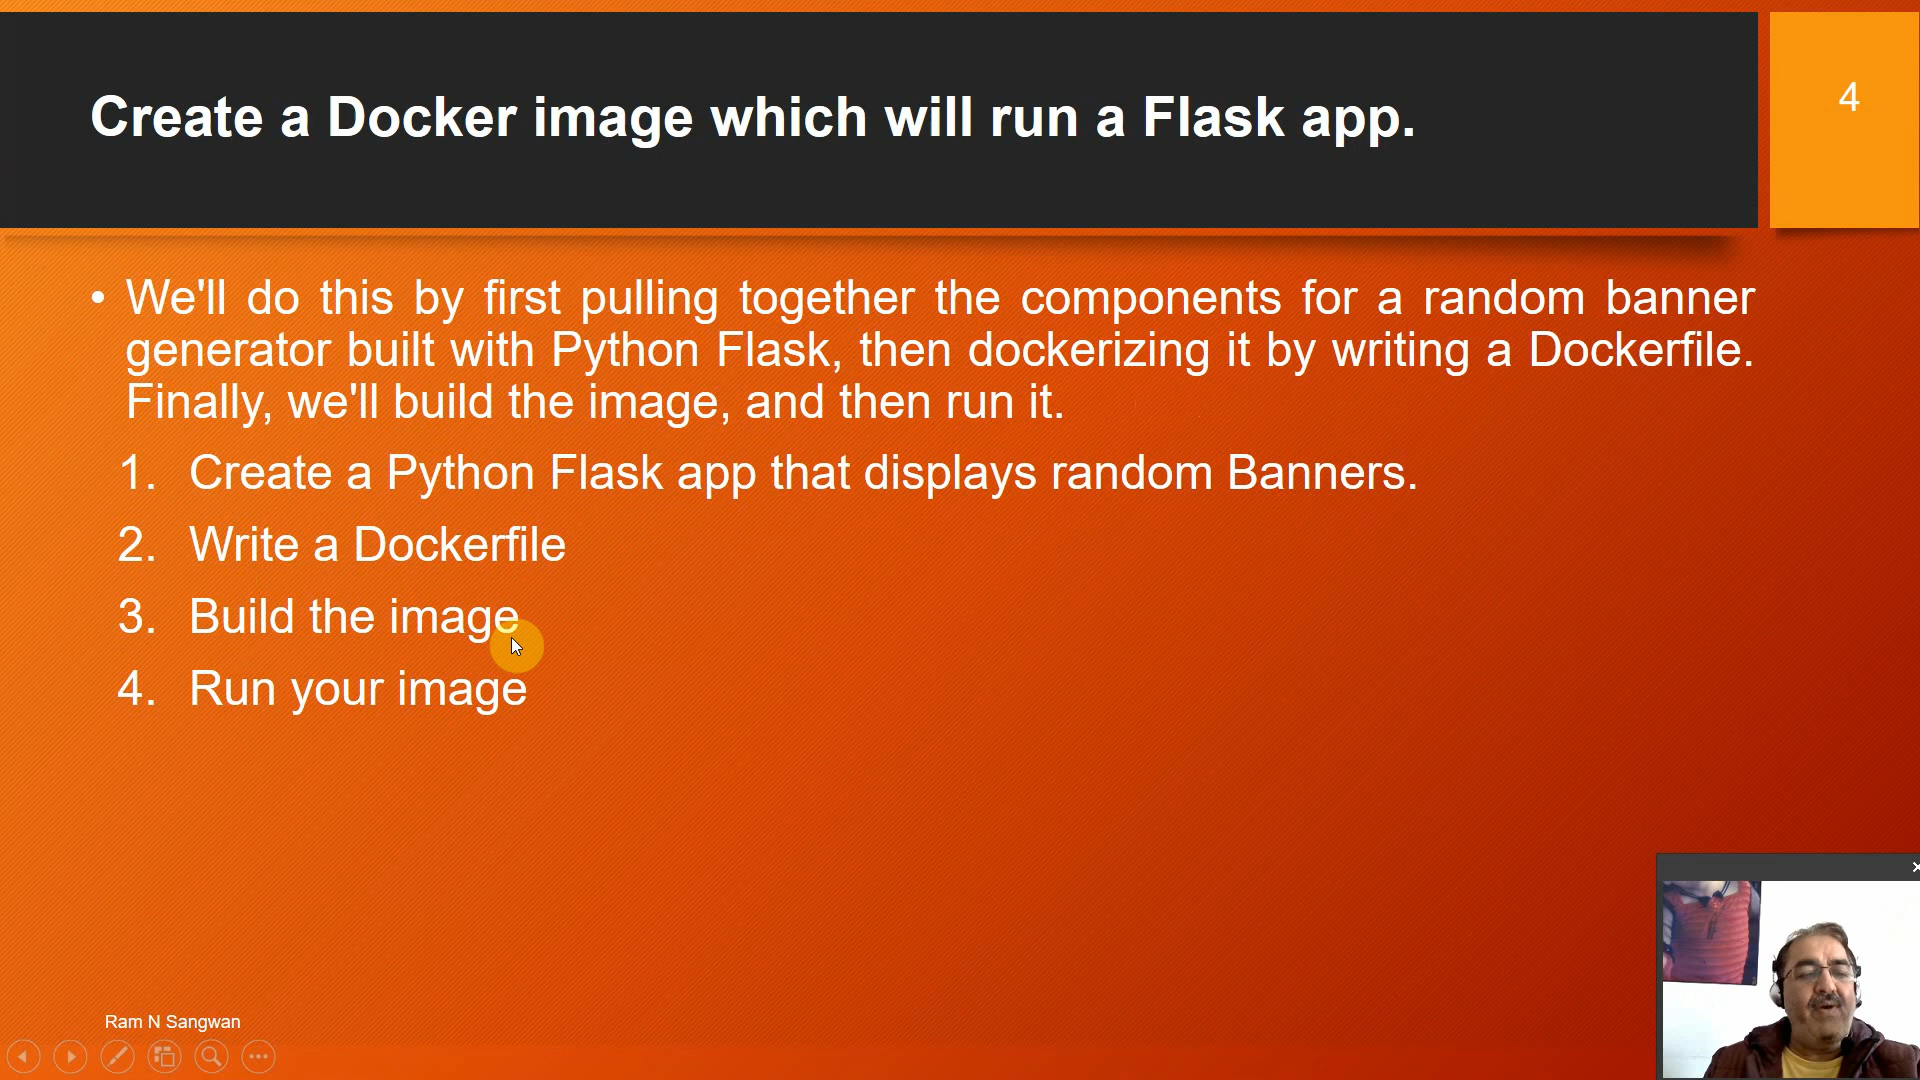 Create a Docker image which will run a Flask app.
4
• We'll do this by first pulling together the components for a random banner
generator built with Python Flask, then dockerizing it by writing a Dockerfile.
Finally, we'll build the image, and then run it.
1. Create a Python Flask app that displays random Banners.
2. Write a Dockerfile
3. Build the image
4. Run your image
Ram N Sangwan